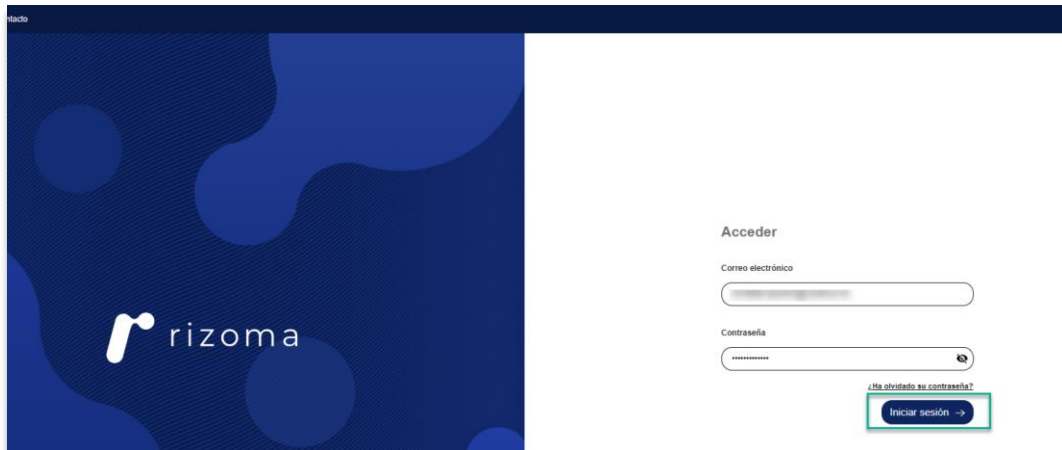 ntacto
rizoma
Acceder
Correo electrónico
Contraseña
¿Ha olvidado su contraseña?
Iniciar sesión →